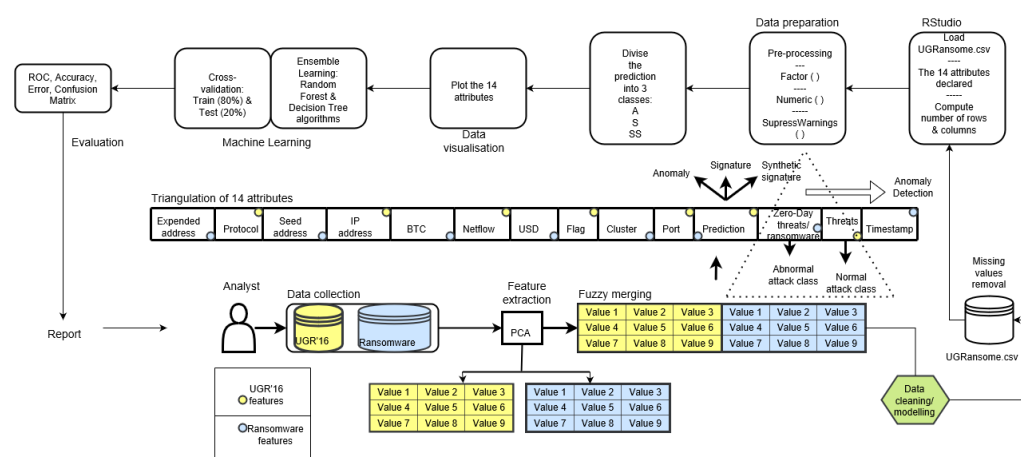 Data preparation
RStudio
ROC, Accuracy,
Error, Confusion
Matrix
Cross-
validation:
Train (80%) &
Test (20%)
Ensemble
Learning:
Random
Forest &
Decision Tree
algorithms
Plot the 14
attributes
Divise
the
prediction
into 3
classes:
A
S
SS
Pre-processing
---
Factor ( )
----
Numeric ( )
-----
SupressWarnings
( )
Load
UGRansome.csv
----
The 14 attributes
declared
-----
Compute
number of rows
& columns
Evaluation
Machine Learning
Data
visualisation
Anomaly
Signature
Synthetic
signature
Anomaly
Detection
Triangulation of 14 attributes
Expended
address
Protocol
Seed
address
IP
address
BTC
Netflow
USD
Flag
Cluster
Port
Prediction
Zero-Day
threats/
ransomware
Threats
Timestamp
Abnormal
attack class
Normal
attack class
Missing
values
removal
UGRansome.csv
Report
Analyst
Data collection
UGR'16
Ransomware
Feature
extraction
PCA
Fuzzy merging
Value 1 Value 2 Value 3 Value 1 Value 2 Value 3
Value 4 Value 5 Value 6 Value 4 Value 5 Value 6
Value 7 Value 8 Value 9 Value 7 Value 8 Value 9
Value 1 Value 2 Value 3 Value 1 Value 2 Value 3
Value 4 Value 5 Value 6 Value 4 Value 5 Value 6
Value 7 Value 8 Value 9 Value 7 Value 8 Value 9
Data
cleaning/
modelling
UGR'16
features
Ransomware
features